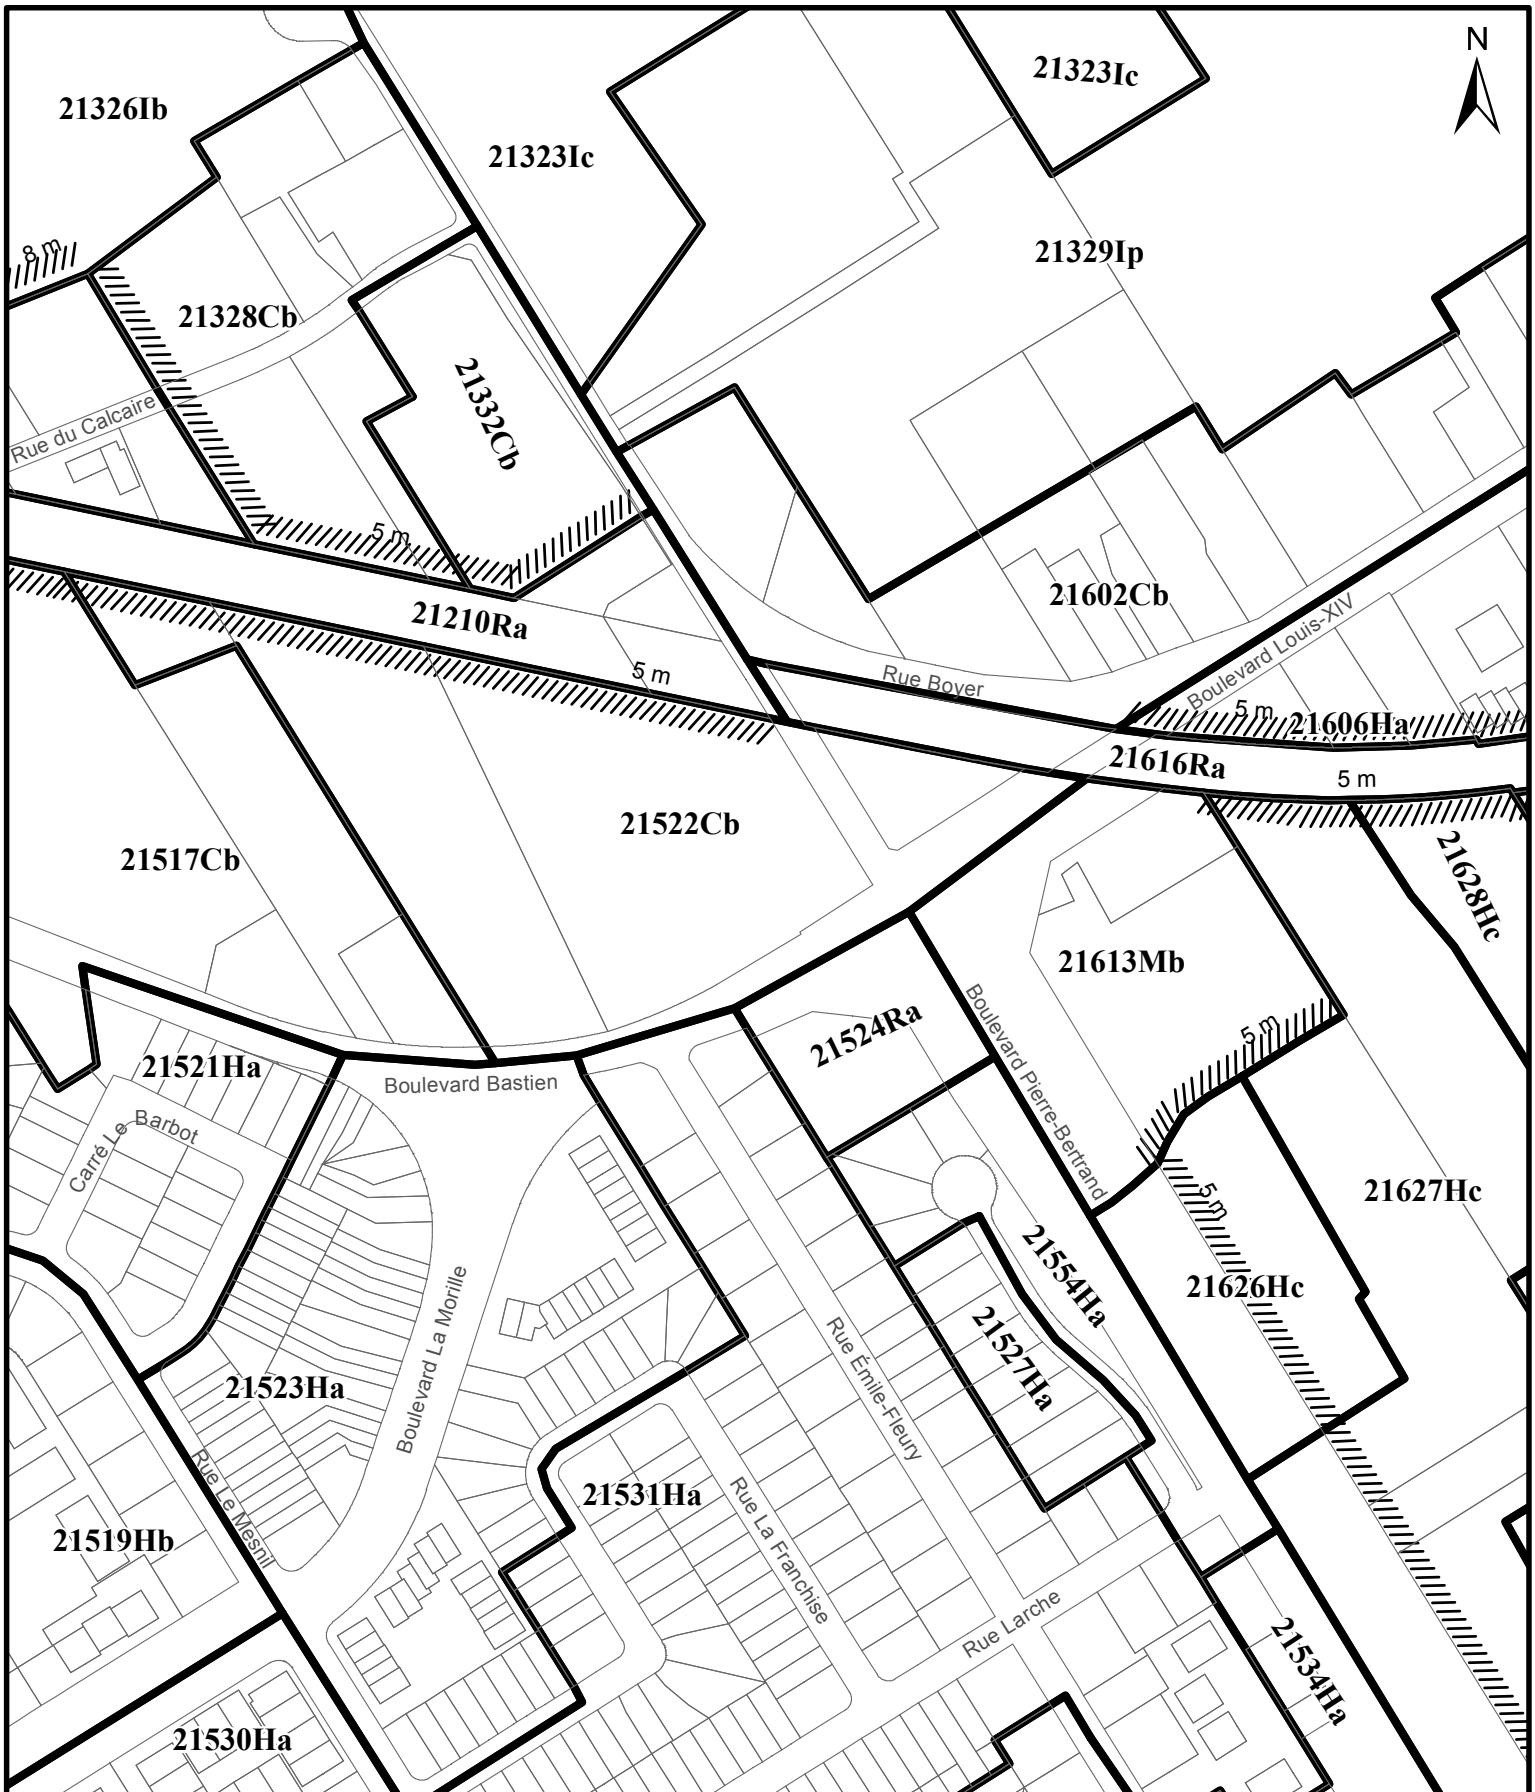 N
21326Ib
21323Ic
21323Ic
8 m
21329Ip
21328Cb
21332Cb
Rue du Calcaire
5 m
21210Ra
21602Cb
5 m
Rue Boyer
Boulevard Louis-XIV
5 m
21606Ha
21616Ra
5 m
21522Cb
21517Cb
21628Hc
21613Mb
21524Ra
Boulevard Pierre-Bertrand
5 m
21521Ha
Boulevard Bastien
Carré Le Barbot
5 m
21627Hc
21554Ha
21626Hc
Boulevard La Morille
Rue Émile-Fleury
21527Ha
21523Ha
Rue Le Mesnil
21531Ha
Rue La Franchise
21519Hb
Rue Larche
21534Ha
21530Ha